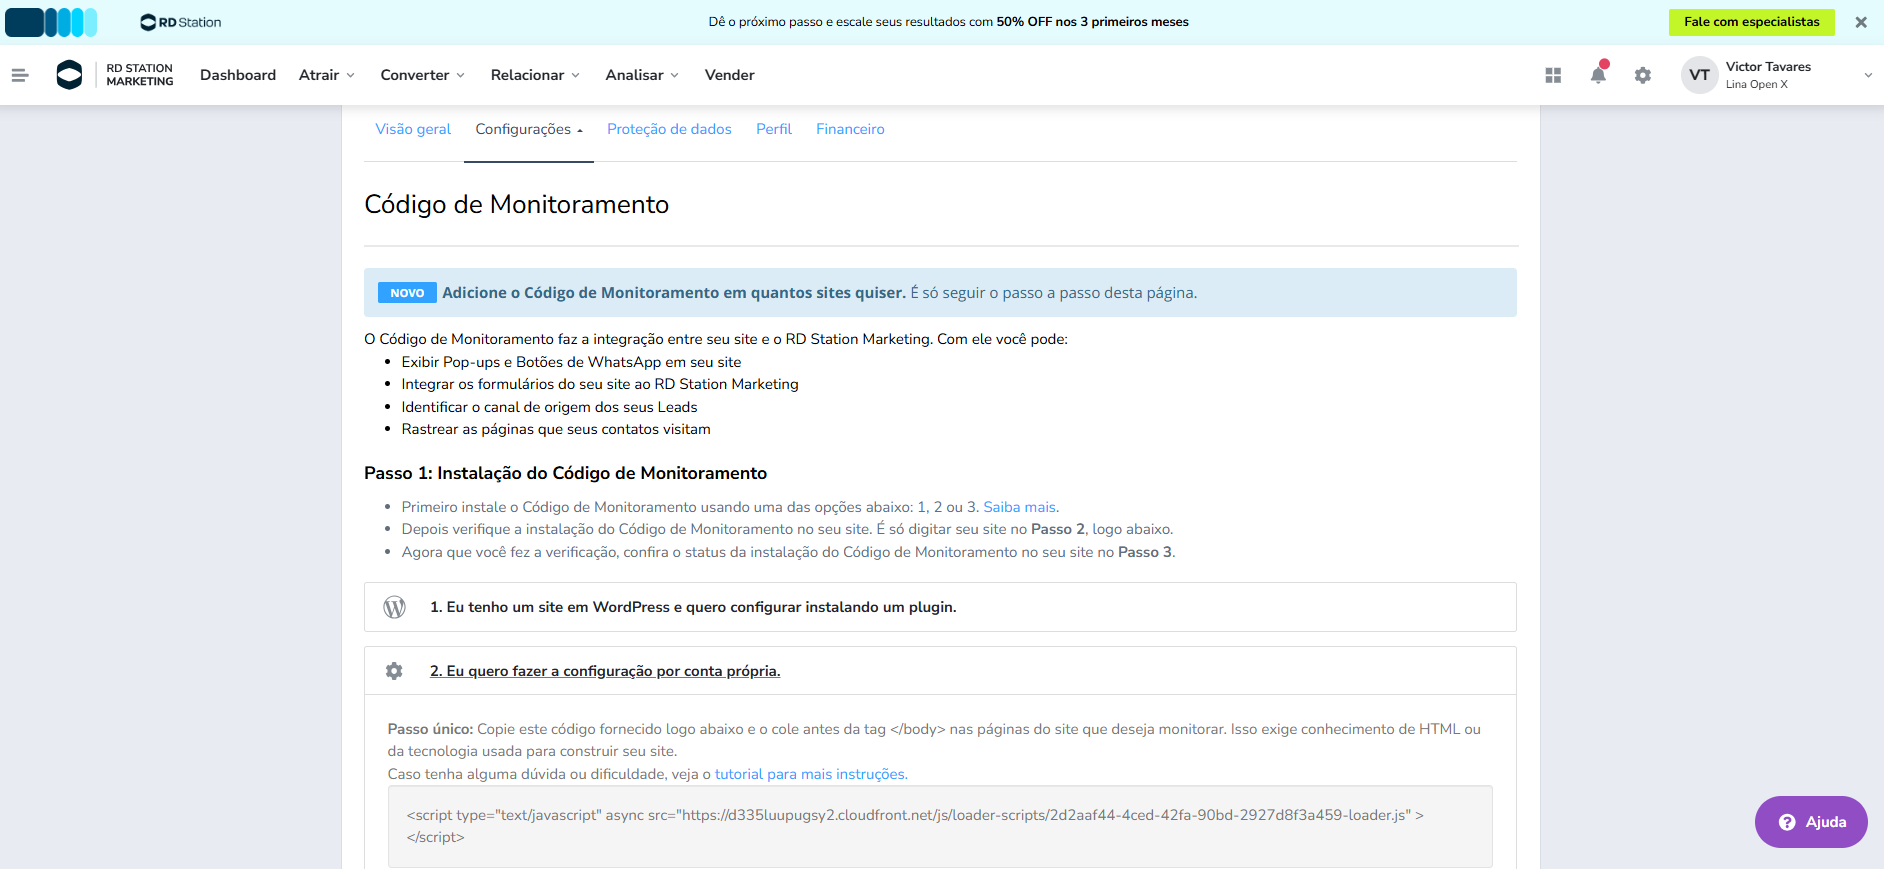 RD Station
Dê o próximo passo e escale seus resultados com 50% OFF nos 3 primeiros meses
Fale com especialistas
RD STATION
MARKETING
Dashboard
Atrair
Converter
Relacionar
Analisar
Vender
VT
Victor Tavares
Lina Open X
Visão geral
Configurações
Proteção de dados
Perfil
Financeiro
Código de Monitoramento
NOVO Adicione o Código de Monitoramento em quantos sites quiser. É só seguir o passo a passo desta página.
O Código de Monitoramento faz a integração entre seu site e o RD Station Marketing. Com ele você pode:
Exibir Pop-ups e Botões de WhatsApp em seu site
Integrar os formulários do seu site ao RD Station Marketing
Identificar o canal de origem dos seus Leads
Rastrear as páginas que seus contatos visitam
Passo 1: Instalação do Código de Monitoramento
Primeiro instale o Código de Monitoramento usando uma das opções abaixo: 1, 2 ou 3. Saiba mais.
Depois verifique a instalação do Código de Monitoramento no seu site. É só digitar seu site no Passo 2, logo abaixo.
Agora que você fez a verificação, confira o status da instalação do Código de Monitoramento no seu site no Passo 3.
1. Eu tenho um site em WordPress e quero configurar instalando um plugin.
2. Eu quero fazer a configuração por conta própria.
Passo único: Copie este código fornecido logo abaixo e o cole antes da tag </body> nas páginas do site que deseja monitorar. Isso exige conhecimento de HTML ou
da tecnologia usada para construir seu site.
Caso tenha alguma dúvida ou dificuldade, veja o tutorial para mais instruções.
<script type="text/javascript" async src="https://d335luupugsy2.cloudfront.net/js/loader-scripts/2d2aaf44-4ced-42fa-90bd-2927d8f3a459-loader.js" >
</script>
Ajuda